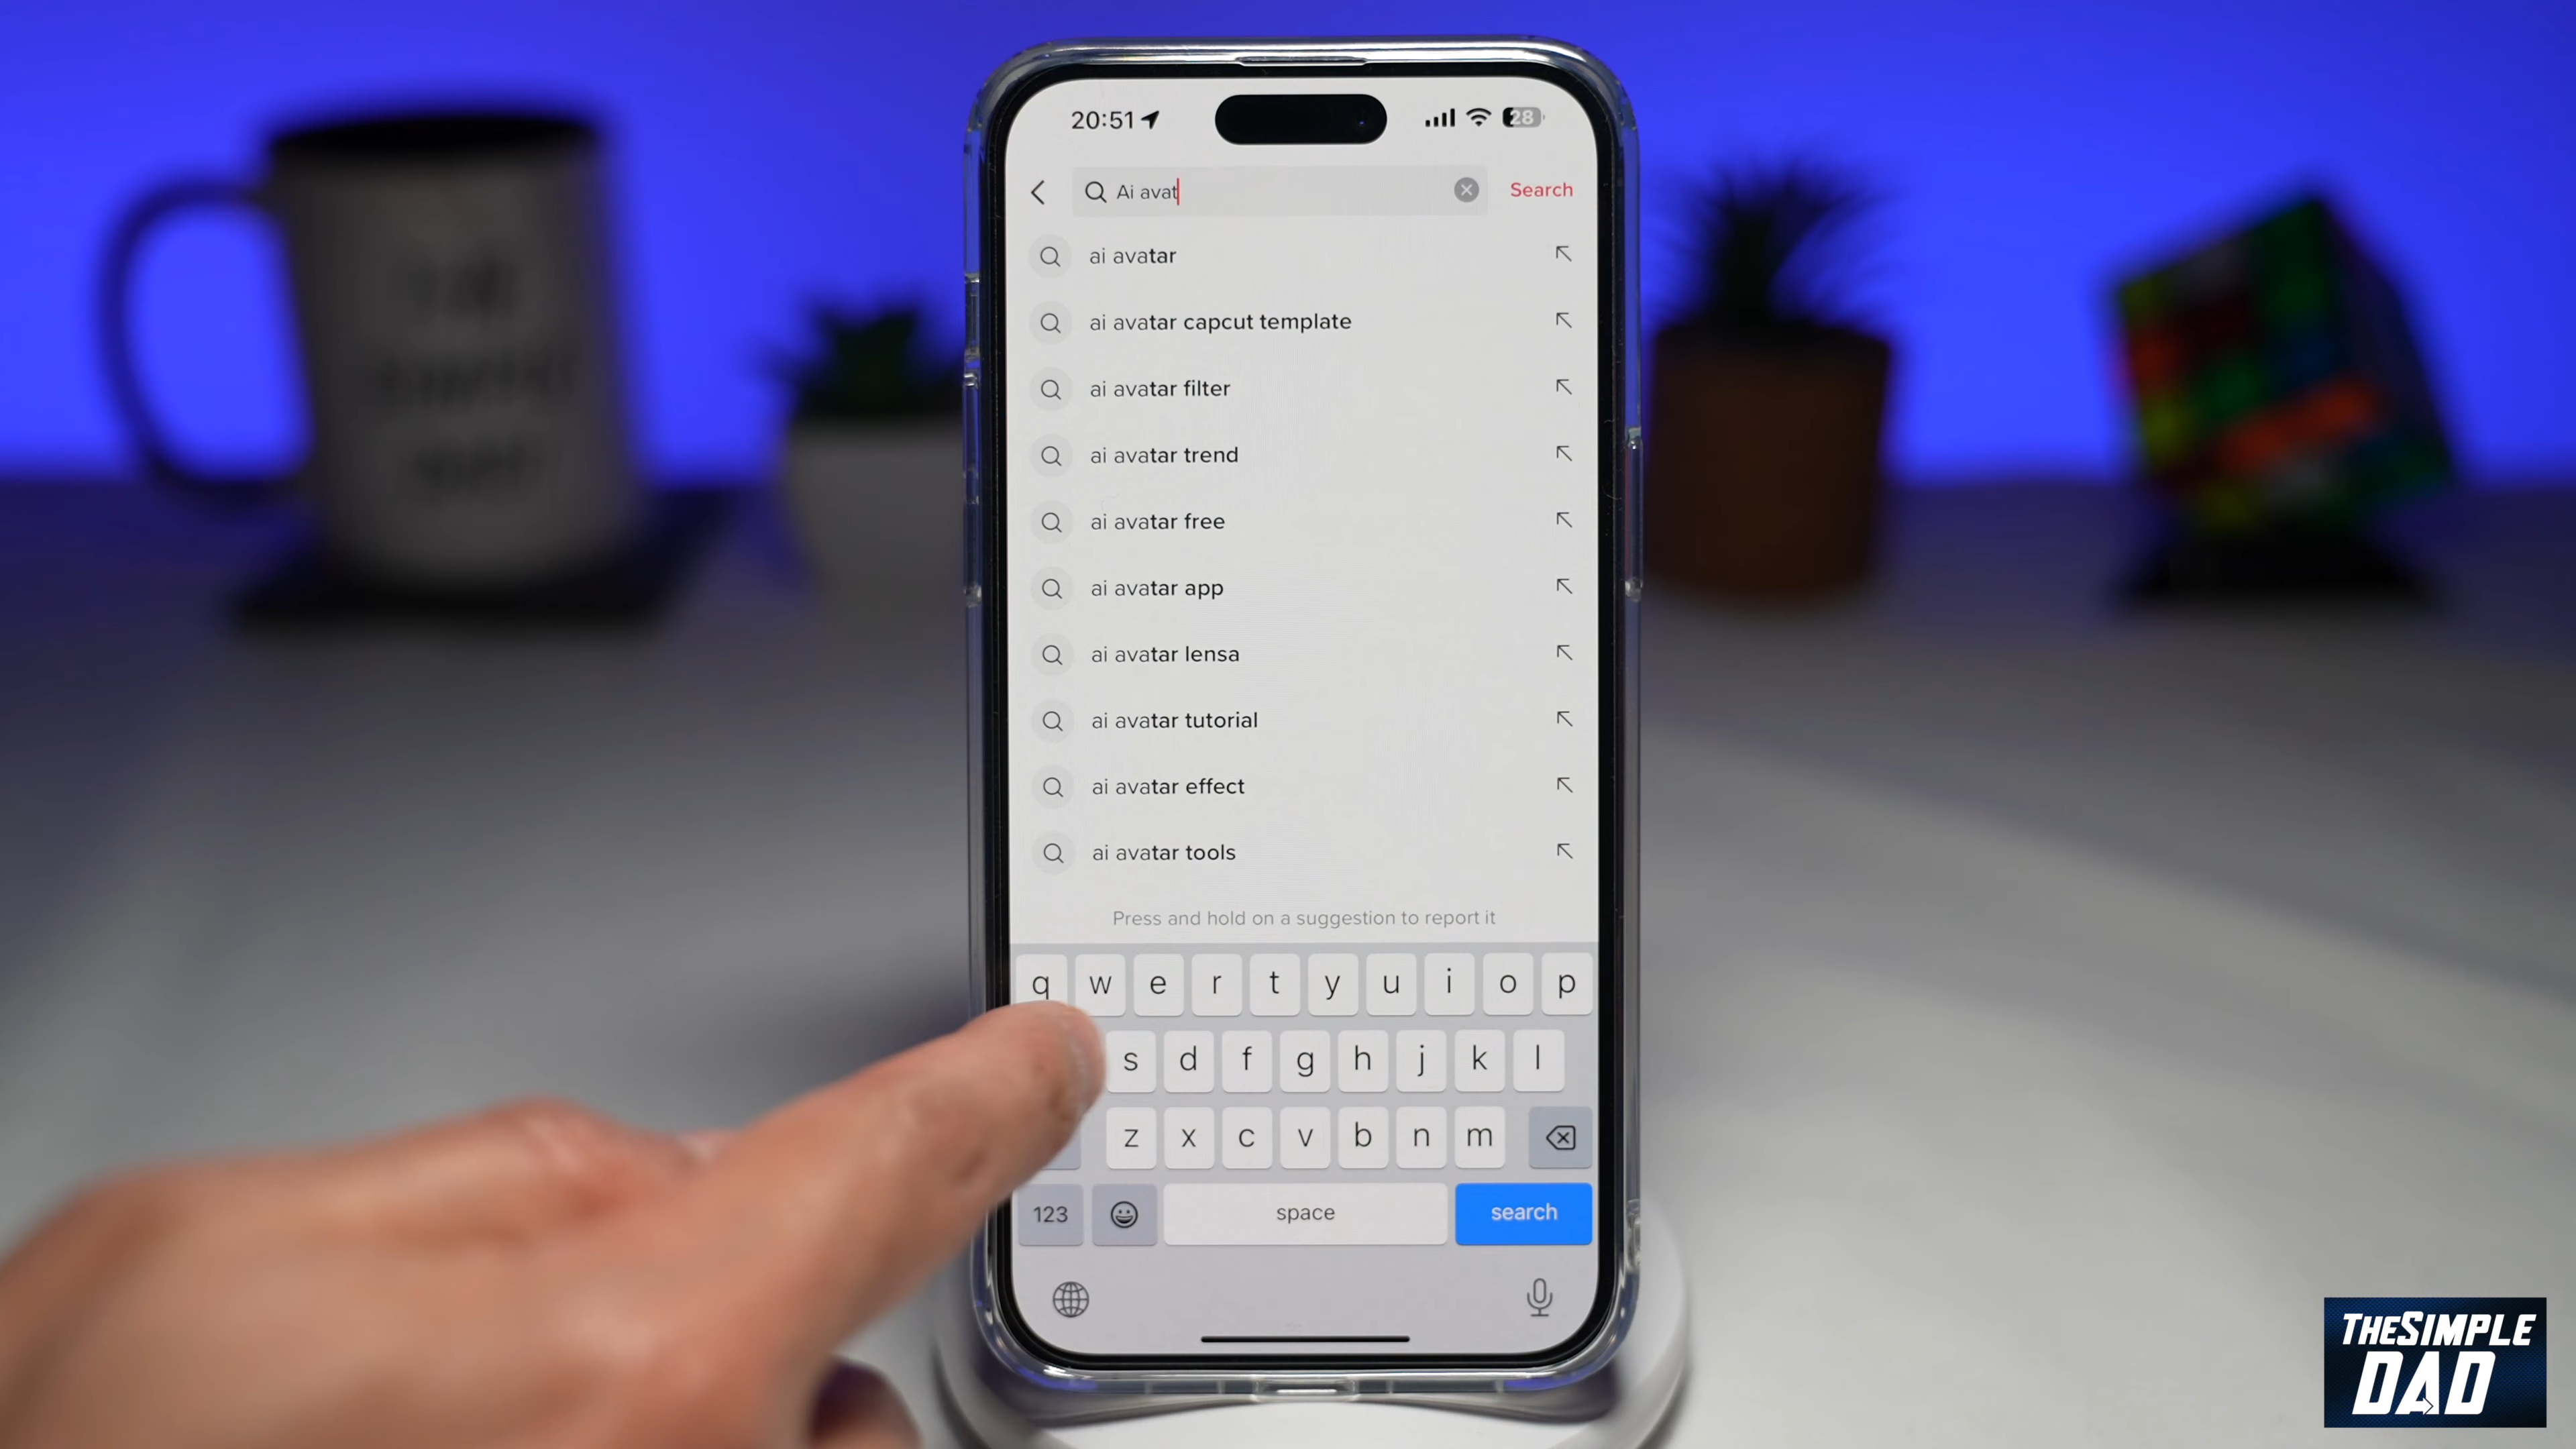 20:51
28
Ai avat
Search
ai avatar
ai avatar capcut template
ai avatar filter
ai avatar trend
ai avatar free
ai avatar app
ai avatar lensa
ai avatar tutorial
ai avatar effect
ai avatar tools
Press and hold on a suggestion to report it
q w e r t y u i o p
s d f g h j k l
z x c v b n m
123 space search
THESIMPLE
DAD